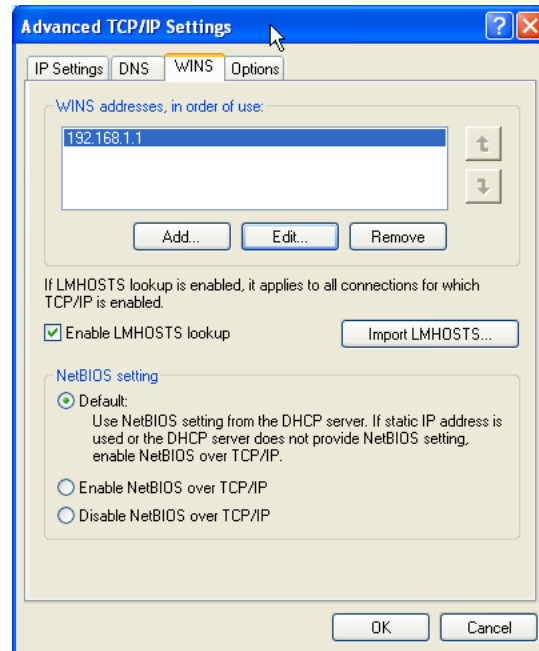 Advanced TCP/IP Settings
IP Settings DNS WINS Options
WINS addresses, in order of use:
192.168.1.1
Add... Edit... Remove
If LMHOSTS lookup is enabled, it applies to all connections for which
TCP/IP is enabled.
Enable LMHOSTS lookup Import LMHOSTS...
NetBIOS setting
Default:
Use NetBIOS setting from the DHCP server. If static IP address is
used or the DHCP server does not provide NetBIOS setting,
enable NetBIOS over TCP/IP.
Enable NetBIOS over TCP/IP
Disable NetBIOS over TCP/IP
OK Cancel